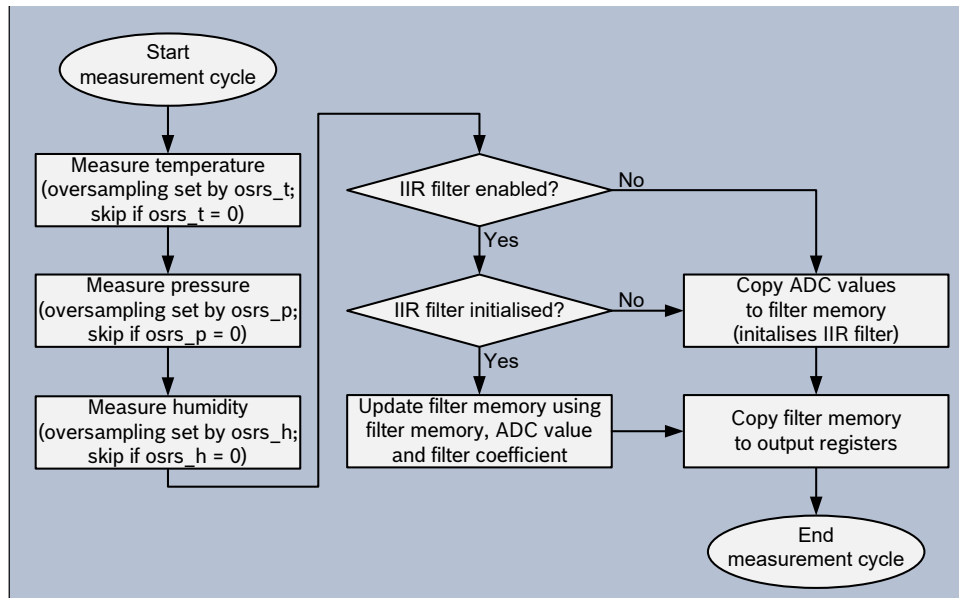 Start
measurement cycle
Measure temperature
(oversampling set by osrs_t;
skip if osrs_t = 0)
Measure pressure
(oversampling set by osrs_p;
skip if osrs_p = 0)
Measure humidity
(oversampling set by osrs_h;
skip if osrs_h = 0)
IIR filter enabled?
No
Yes
IIR filter initialised?
No
Yes
Update filter memory using
filter memory, ADC value
and filter coefficient
Copy ADC values
to filter memory
(initalises IIR filter)
Copy filter memory
to output registers
End
measurement cycle